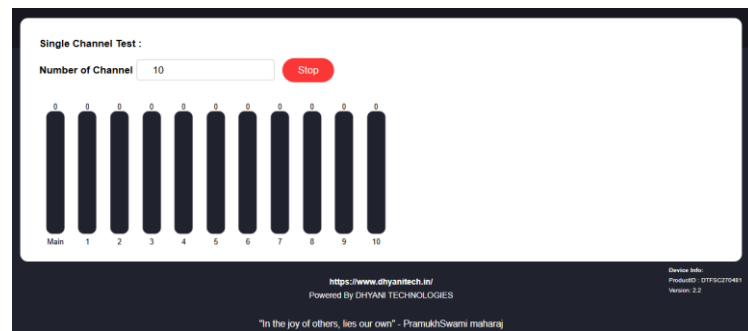 Single Channel Test :
Number of Channel 10 Stop
0 0 0 0 0 0 0 0 0 0 0
Main 1 2 3 4 5 6 7 8 9 10
Device Info:
ProductID : DTFSC270481
Version: 2.2
https://www.dhyanitech.in/
Powered By DHYANI TECHNOLOGIES
"In the joy of others, lies our own" - PramukhSwami maharaj